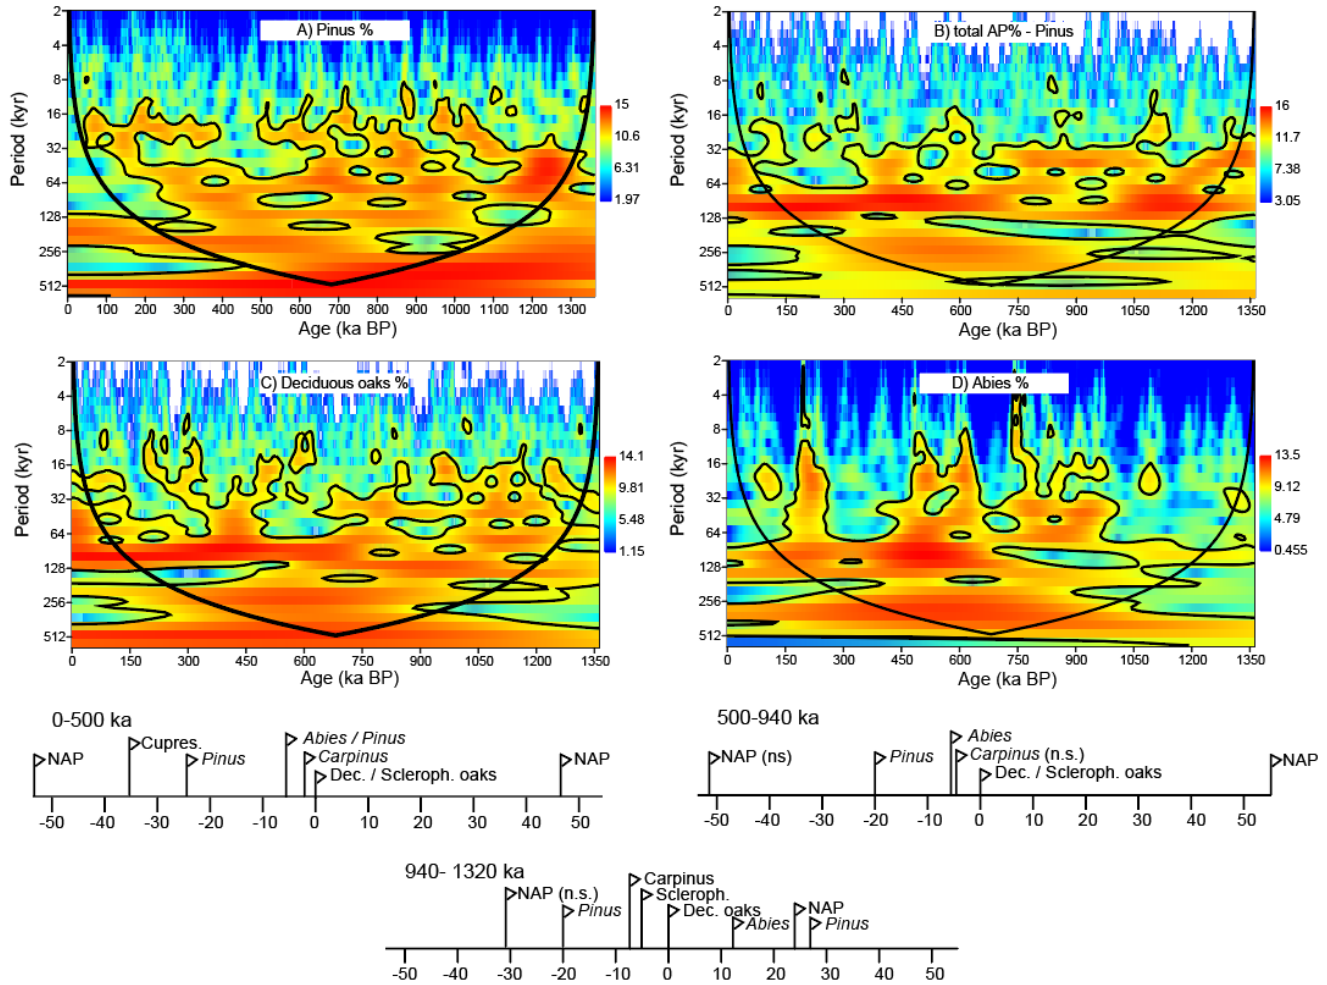 A) Pinus %
Period (kyr)
2
4
8
16
32
64
128
256
512
0 100 200 300 400 500 600 700 800 900 1000 1100 1200 1300
Age (ka BP)
15
10.6
6.31
1.97
B) total AP% - Pinus
Period (kyr)
2
4
8
16
32
64
128
256
512
0 150 300 450 600 750 900 1050 1200 1350
Age (ka BP)
16
11.7
7.38
3.05
C) Deciduous oaks %
Period (kyr)
2
4
8
16
32
64
128
256
512
0 150 300 450 600 750 900 1050 1200 1350
Age (ka BP)
14.1
9.81
5.48
1.15
D) Abies %
Period (kyr)
2
4
8
16
32
64
128
256
512
0 150 300 450 600 750 900 1050 1200 1350
Age (ka BP)
13.5
9.12
4.79
0.455
0-500 ka
NAP
Cupres.
Pinus
Abies / Pinus
Carpinus
Dec. / Scleroph. oaks
NAP
-50 -40 -30 -20 -10 0 10 20 30 40 50
500-940 ka
NAP (ns)
Pinus
Abies
Carpinus (n.s.)
Dec. / Scleroph. oaks
NAP
-50 -40 -30 -20 -10 0 10 20 30 40 50
940- 1320 ka
NAP (n.s.)
Pinus
Carpinus
Scleroph.
Dec. oaks
Abies
NAP
Pinus
-50 -40 -30 -20 -10 0 10 20 30 40 50